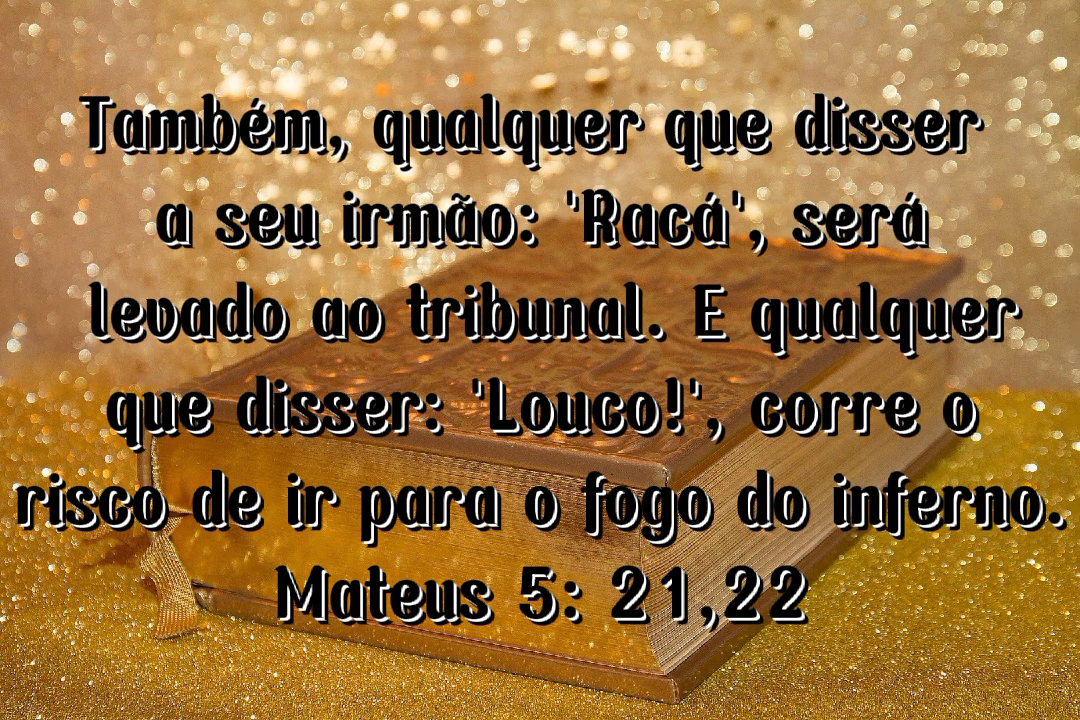 Também, qualquer que disser
a seu irmão: 'Racá', será
levado ao tribunal. E qualquer
que disser: 'Louco!', corre o
risco de ir para o fogo do inferno.
Mateus 5: 21,22